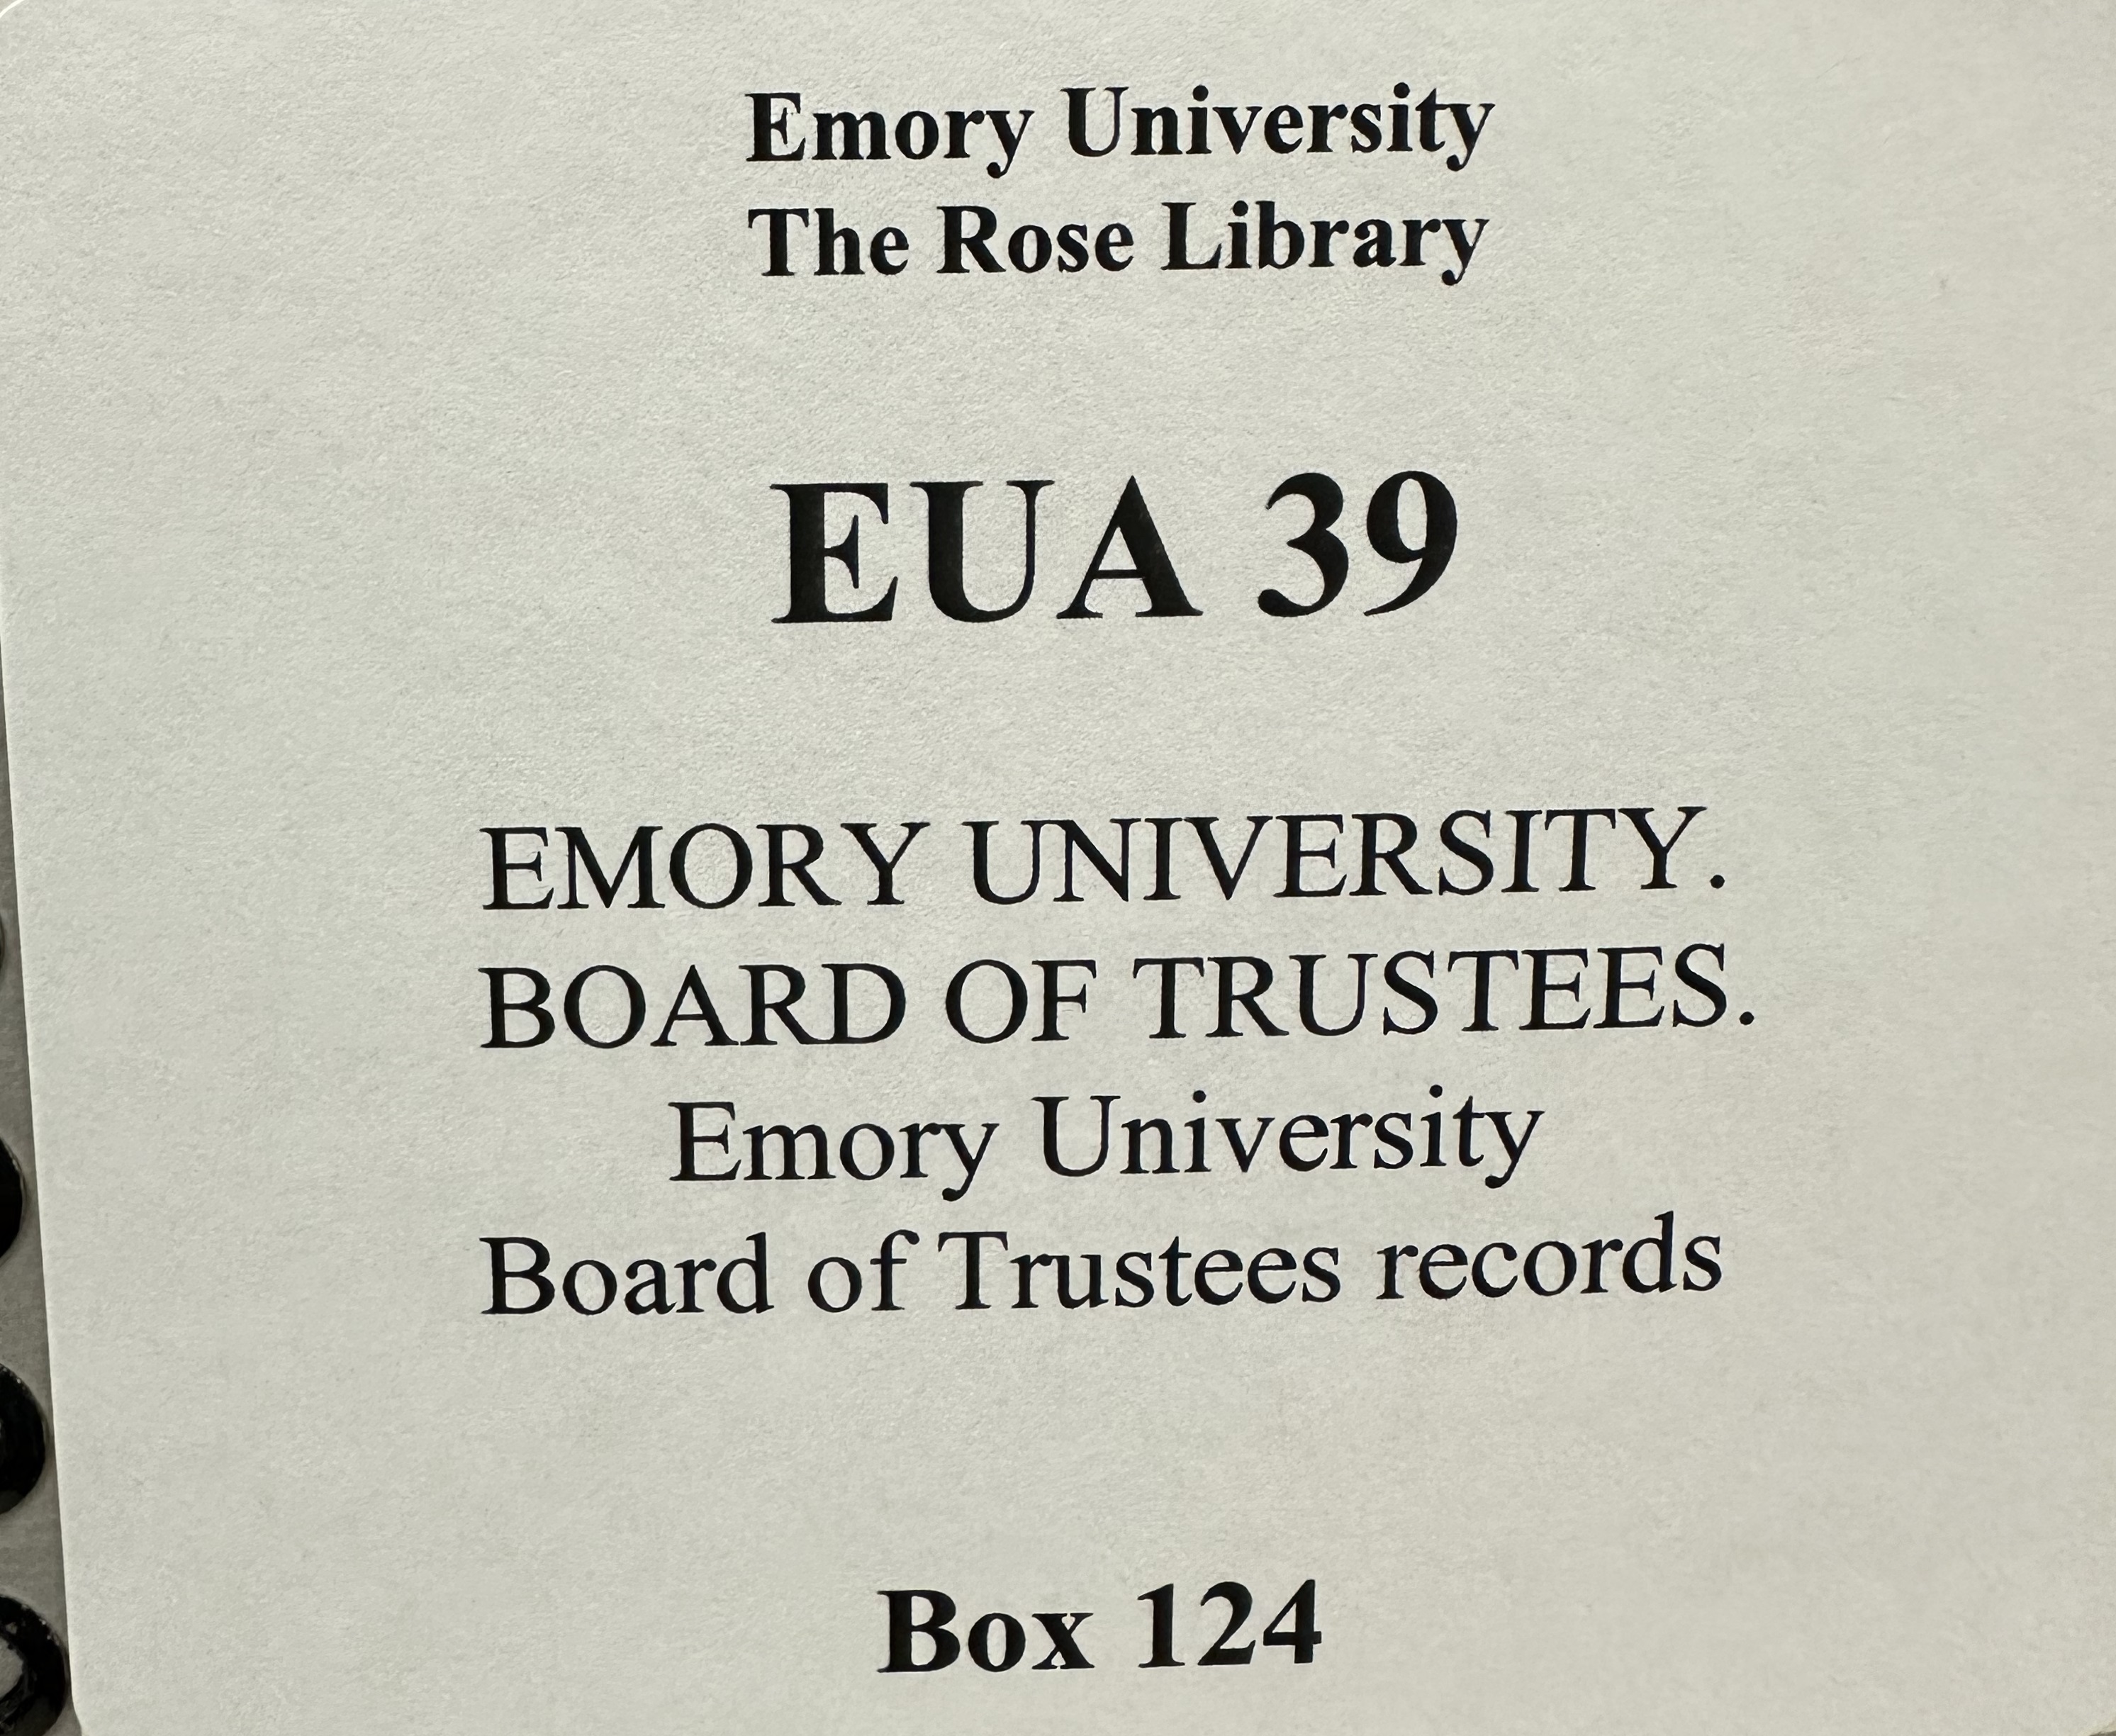 Emory University
The Rose Library
EUA 39
EMORY UNIVERSITY.
BOARD OF TRUSTEES.
Emory University
Board of Trustees records
Box 124